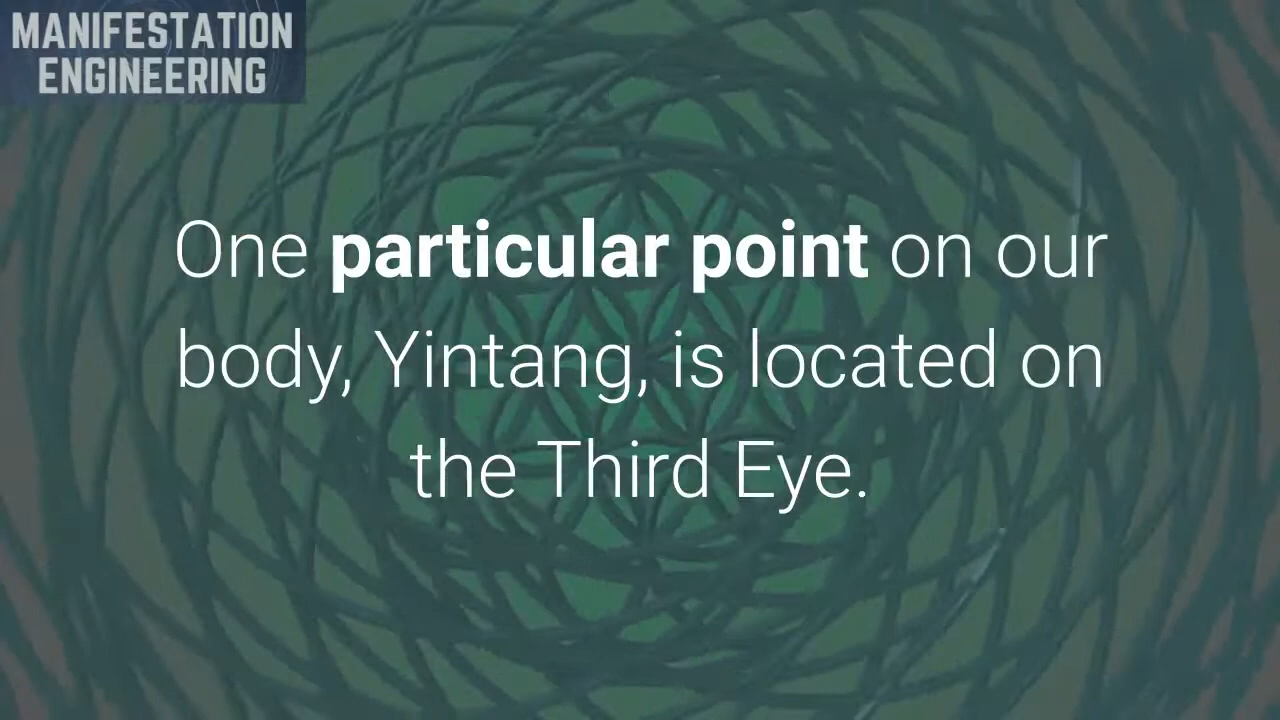 MANIFESTATION
ENGINEERING
One particular point on our
body, Yintang, is located on
the Third Eye.